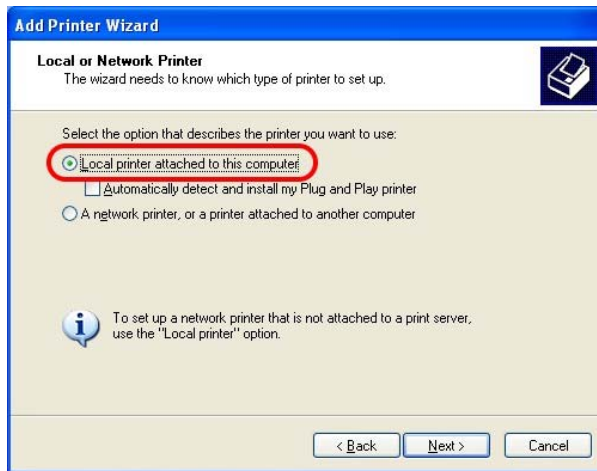 Add Printer Wizard
Local or Network Printer
The wizard needs to know which type of printer to set up.
Select the option that describes the printer you want to use:
Local printer attached to this computer
Automatically detect and install my Plug and Play printer
A network printer, or a printer attached to another computer
To set up a network printer that is not attached to a print server,
use the "Local printer" option.
< Back Next > Cancel